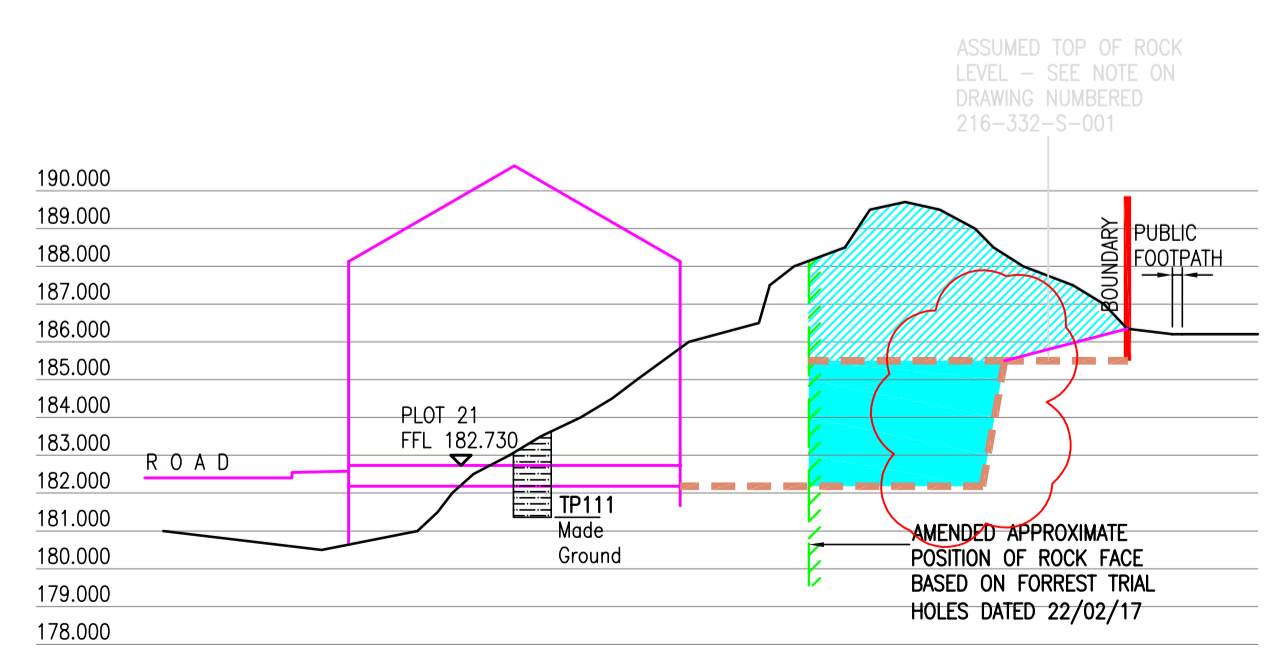 ASSUMED TOP OF ROCK
LEVEL – SEE NOTE ON
DRAWING NUMBERED
216–332–S–001
190.000
189.000
188.000
187.000
186.000
185.000
184.000
183.000
182.000
181.000
180.000
179.000
178.000
ROAD
PLOT 21
FFL 182.730
TP111
Made
Ground
BOUNDARY
PUBLIC
FOOTPATH
AMENDED APPROXIMATE
POSITION OF ROCK FACE
BASED ON FORREST TRIAL
HOLES DATED 22/02/17